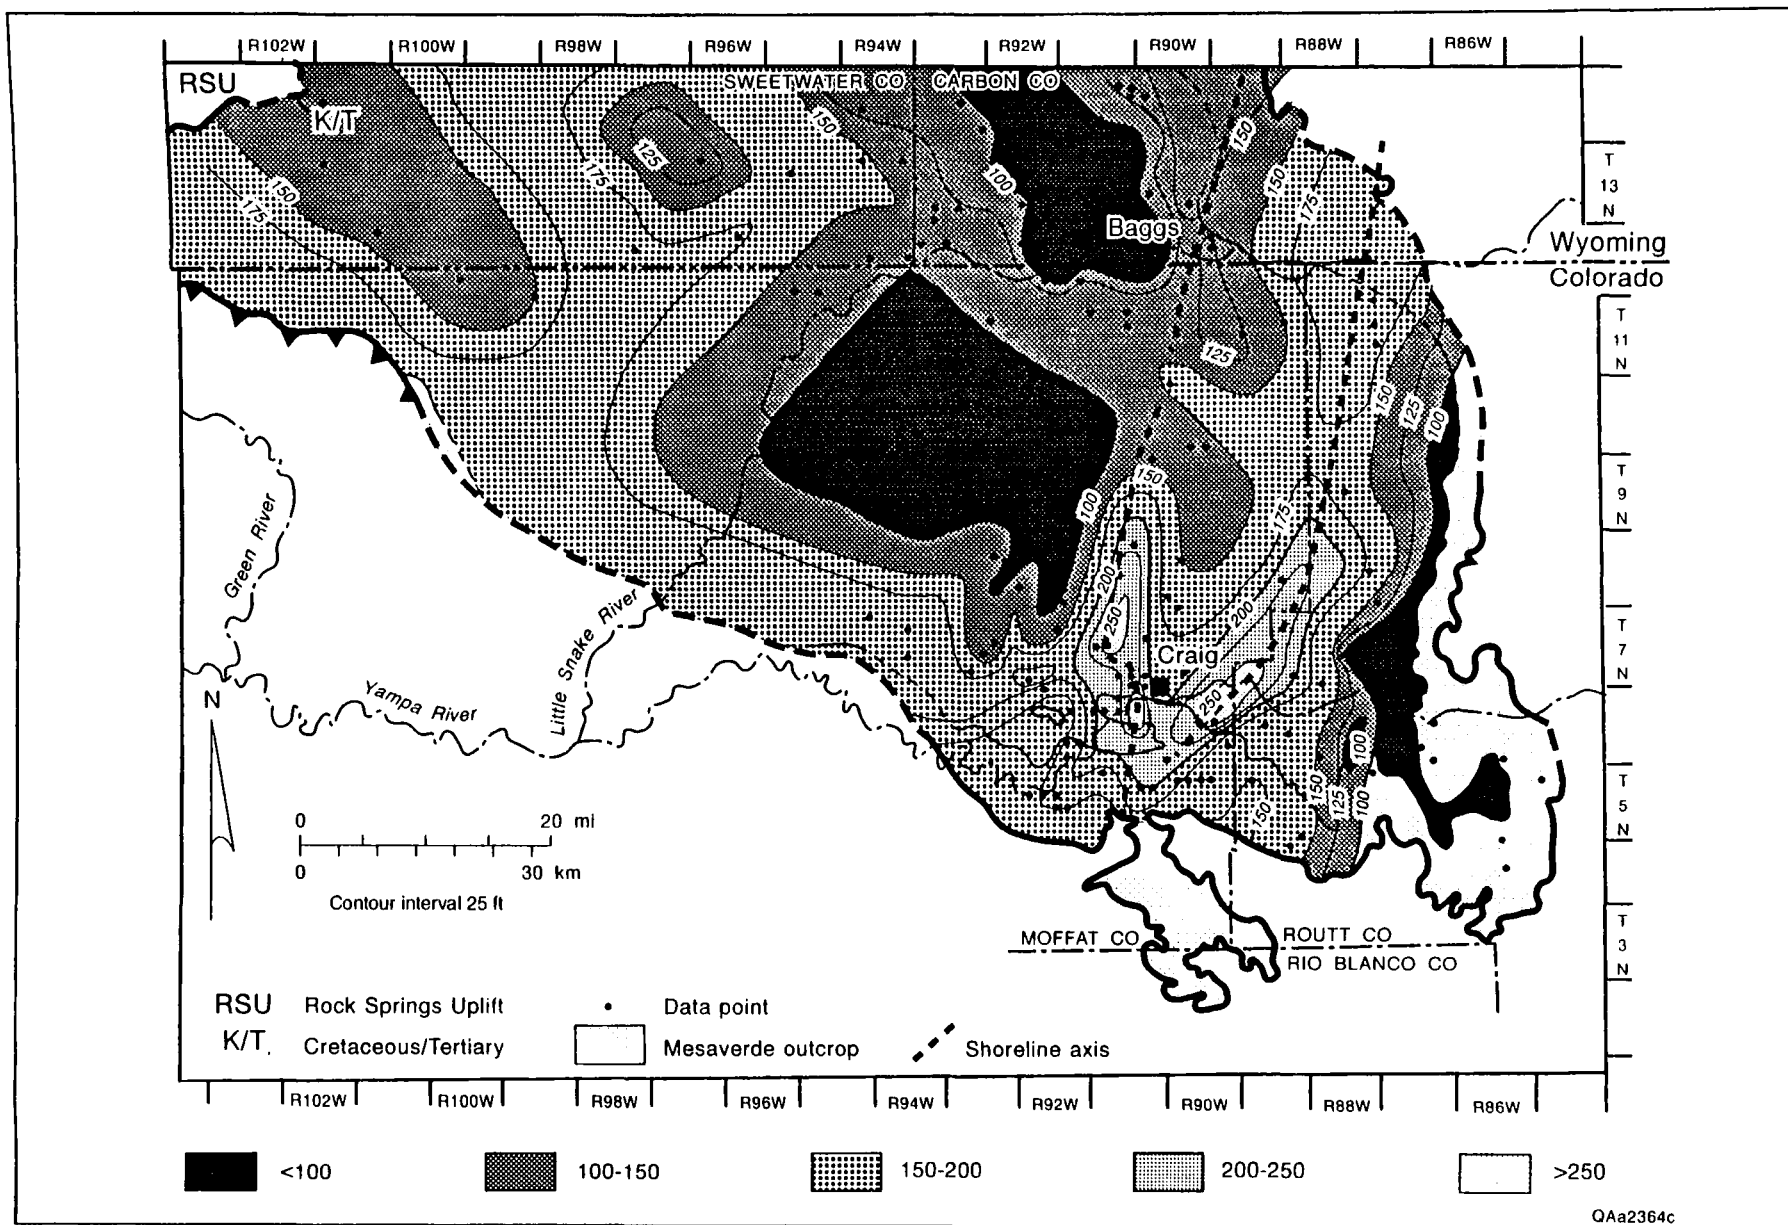 R102W R100W R98W R96W R94W R92W R90W R88W R86W
RSU
SWEETWATER CO CARBON CO
K/T
150
150
125
175
100
150
175
150
175
T
13
N
Baggs
Wyoming
Colorado
T
11
N
125
150
125
100
T
9
N
100
150
175
200
200
250
T
7
N
Craig
250
Green River
Little Snake River
Yampa River
N
100
150
125
100
150
T
5
N
0 20 mi
0 30 km
Contour interval 25 ft
MOFFAT CO ROUTT CO
RIO BLANCO CO
T
3
N
RSU Rock Springs Uplift Data point
K/T. Cretaceous/Tertiary Mesaverde outcrop Shoreline axis
R102W R100W R98W R96W R94W R92W R90W R88W R86W
<100 100-150 150-200 200-250 >250
QAa2364c